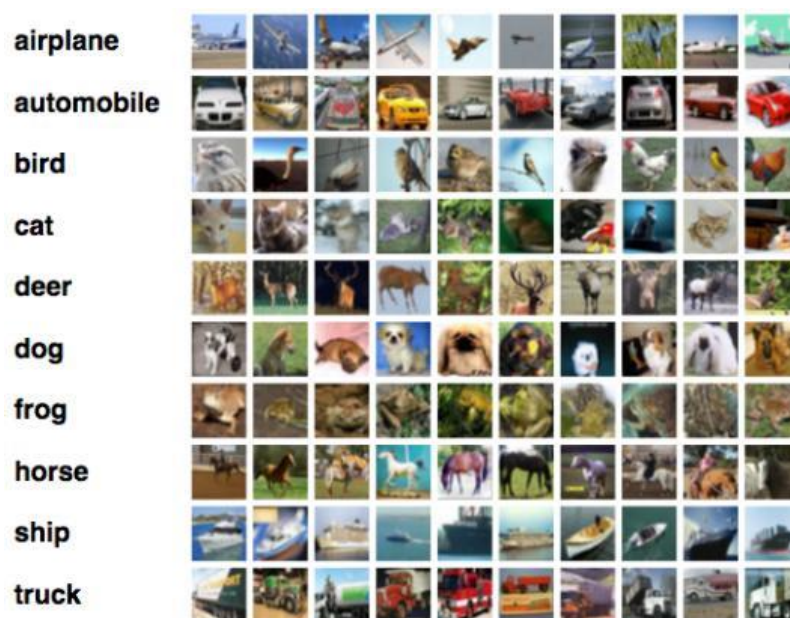 airplane
automobile
bird
cat
deer
dog
frog
horse
ship
truck